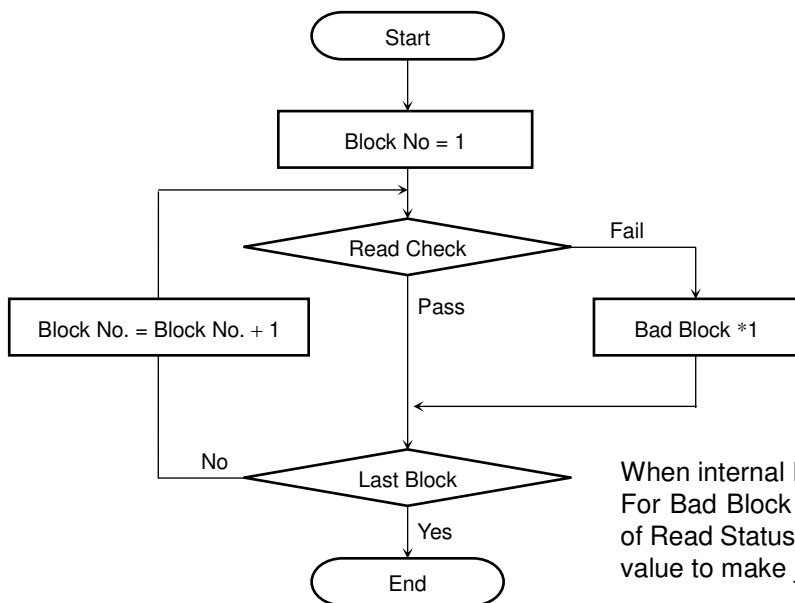 Start
Block No = 1
Read Check
Fail
Pass
Block No. = Block No. + 1
Bad Block *1
No
Last Block
Yes
End
When internal
For Bad Block
of Read Status
value to make